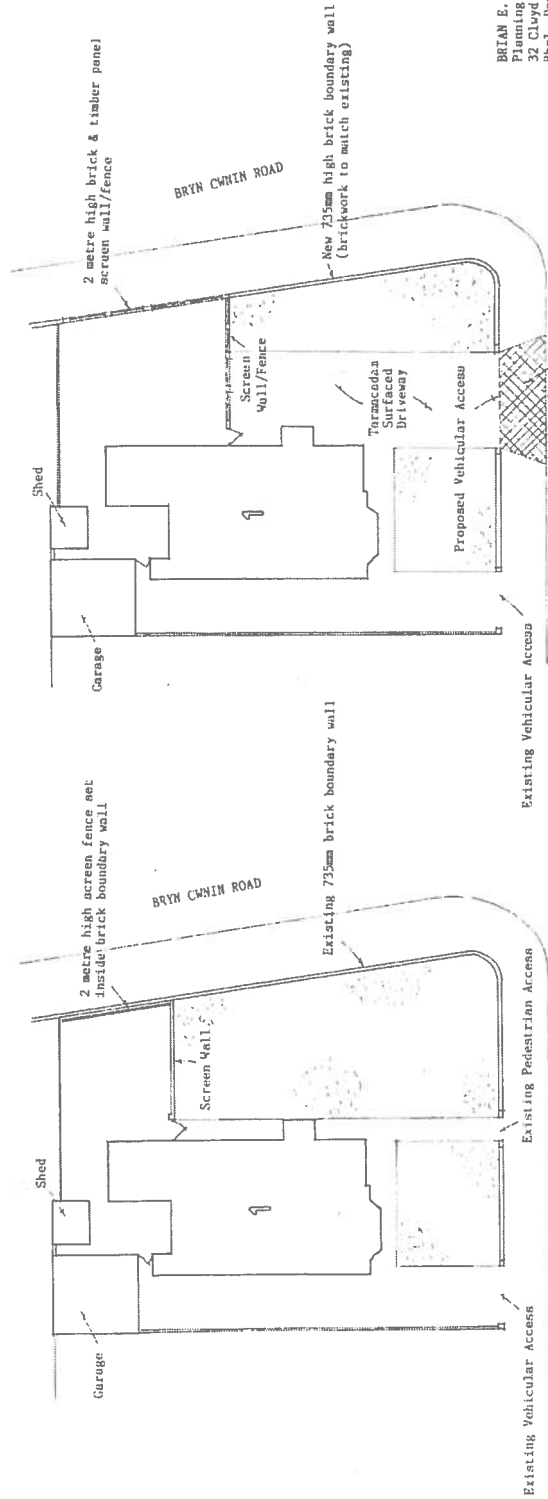 Shed
Garage
2 metre high screen fence set
inside brick boundary wall
BRYN CWNIN ROAD
Screen Wall
1
Existing 735mm brick boundary wall
Existing Vehicular Access
Existing Pedestrian Access
Shed
Garage
2 metre high brick & timber panel
screen wall/fence
BRYN CWNIN ROAD
Screen
Wall/Fence
1
New 735mm high brick boundary wall
(brickwork to match existing)
Tarmacadam
Surfaced
Driveway
Proposed Vehicular Access
Existing Vehicular Access
BRIAN E.
Planning
32 Clwyd